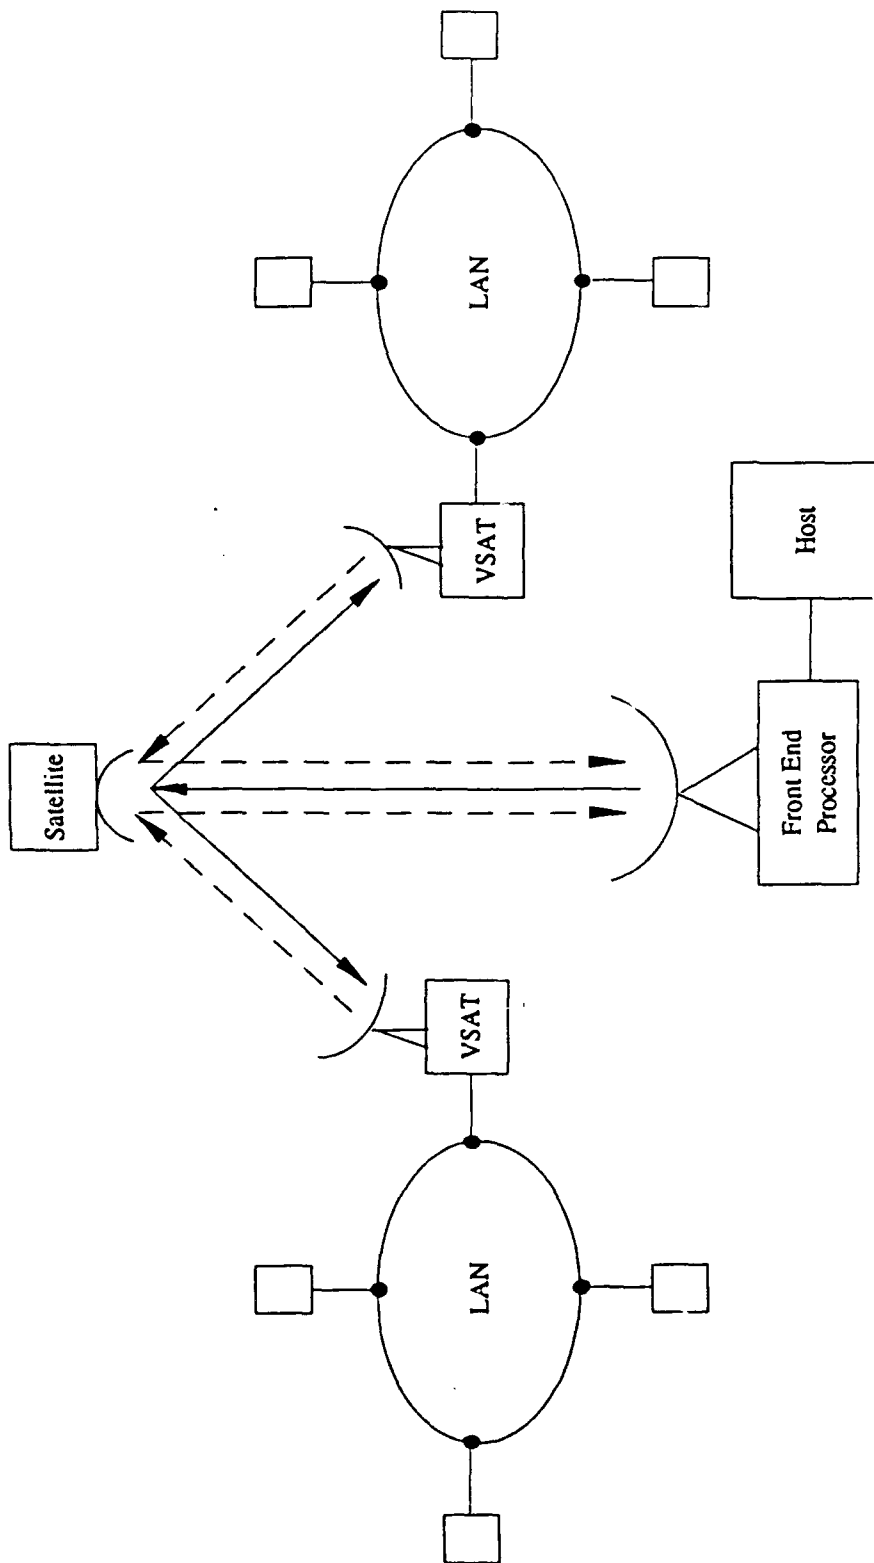 Satellite
LAN
VSAT
VSAT
LAN
Front End
Processor
Host